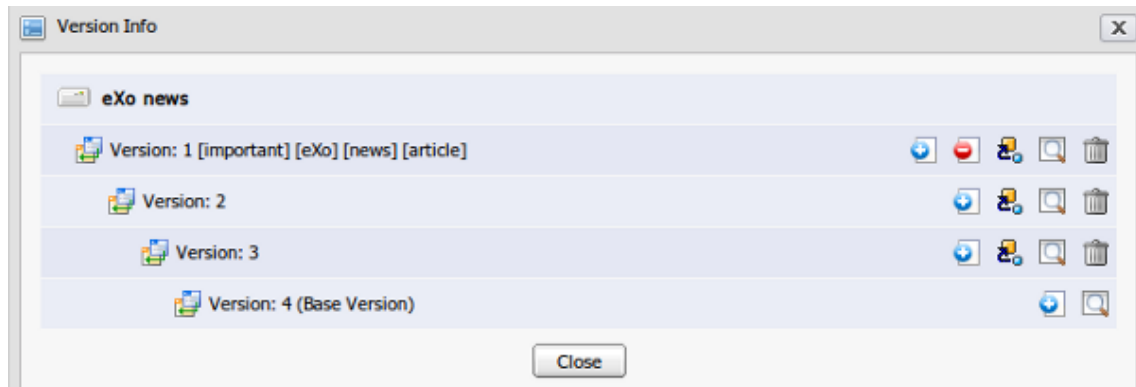 Version Info
eXo news
Version: 1 [important] [eXo] [news] [article]
Version: 2
Version: 3
Version: 4 (Base Version)
Close